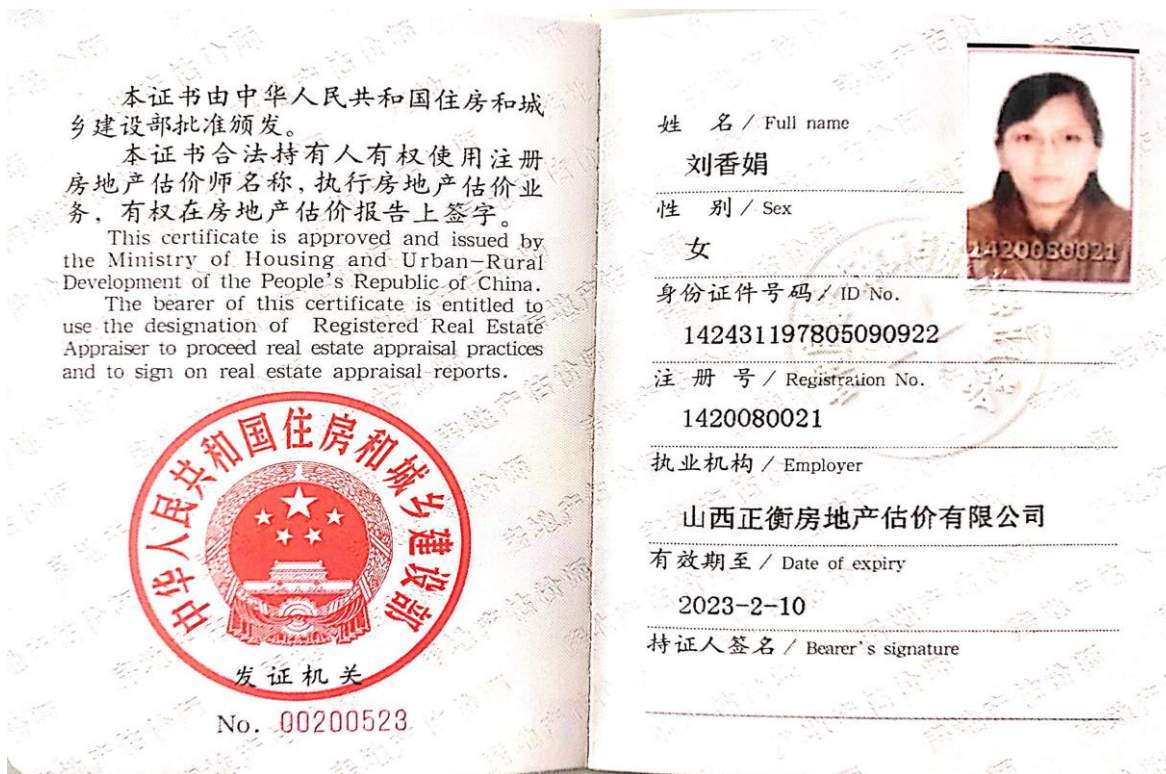 本证书由中华人民共和国住房和城
乡建设部批准颁发。
本证书合法持有人有权使用注册
房地产估价师名称，执行房地产估价业
务，有权在房地产估价报告上签字。
This certificate is approved and issued by
the Ministry of Housing and Urban-Rural
Development of the People's Republic of China.
The bearer of this certificate is entitled to
use the designation of Registered Real Estate
Appraiser to proceed real estate appraisal practices
and to sign on real estate appraisal reports.
中华人民共和国住房和城乡建设部
发证机关
No. 00200523
姓 名 / Full name
刘香娟
性 别 / Sex
女
1420080021
身份证件号码 / ID No.
142431197805090922
注 册 号 / Registration No.
1420080021
执业机构 / Employer
山西正衡房地产估价有限公司
有效期至 / Date of expiry
2023-2-10
持证人签名 / Bearer's signature